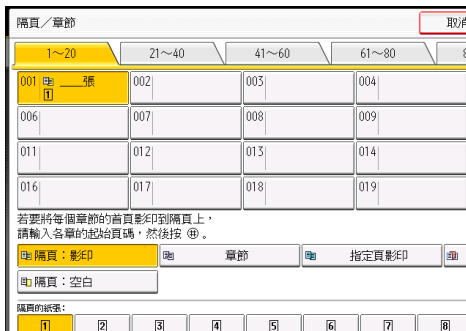 隔頁／章節
取消
1～20 21～40 41～60 61～80 8
001 ___張 002 003 004
1
006 007 008 009
011 012 013 014
016 017 018 019
若要將每個章節的首頁影印到隔頁上，
請輸入各章的起始頁碼，然後按 ⊕。
隔頁：影印 章節 指定頁影印
隔頁：空白
隔頁的紙張：
1 2 3 4 5 6 7 8